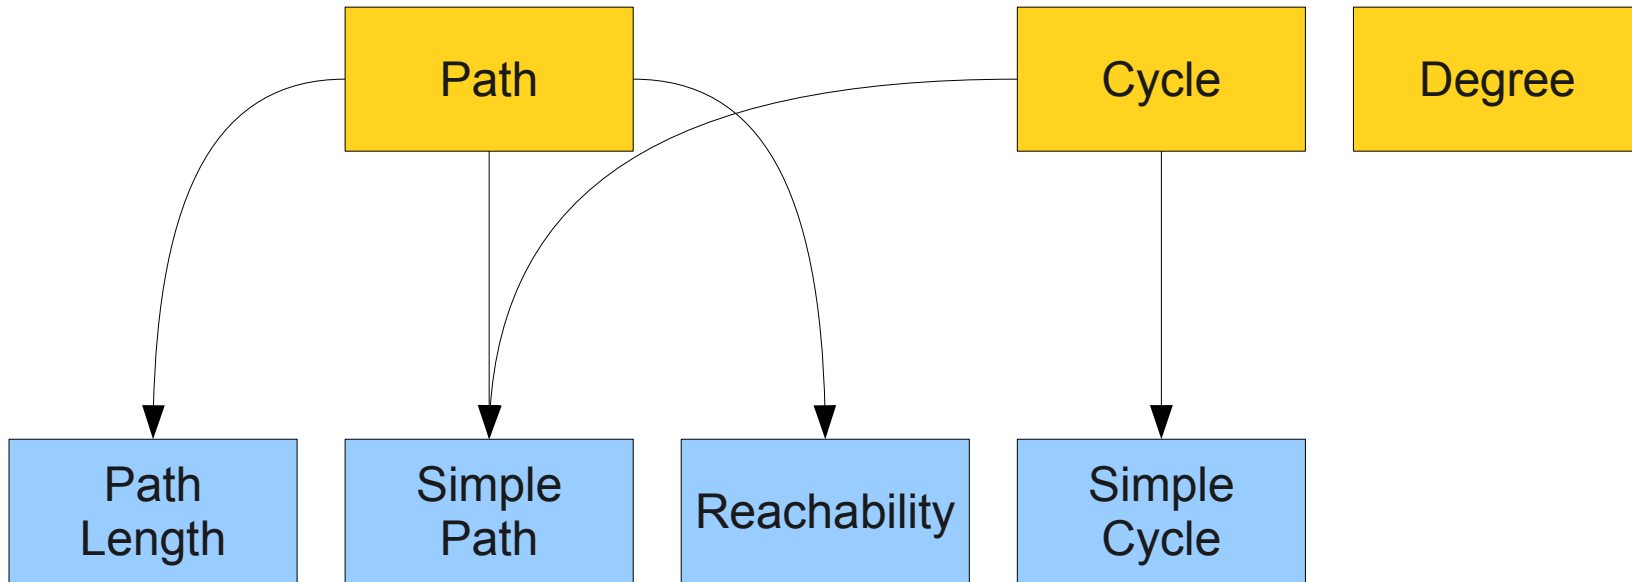 Path
Cycle
Degree
Path
Length
Simple
Path
Reachability
Simple
Cycle